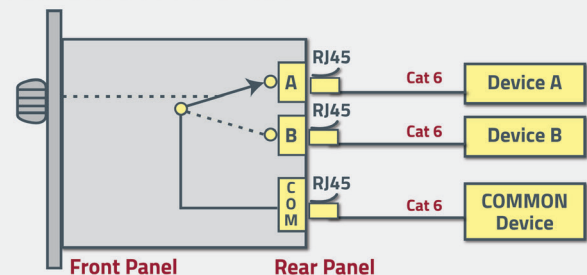 RJ45
A
Cat 6
Device A
RJ45
B
Cat 6
Device B
RJ45
C
O
M
Cat 6
COMMON
Device
Front Panel
Rear Panel